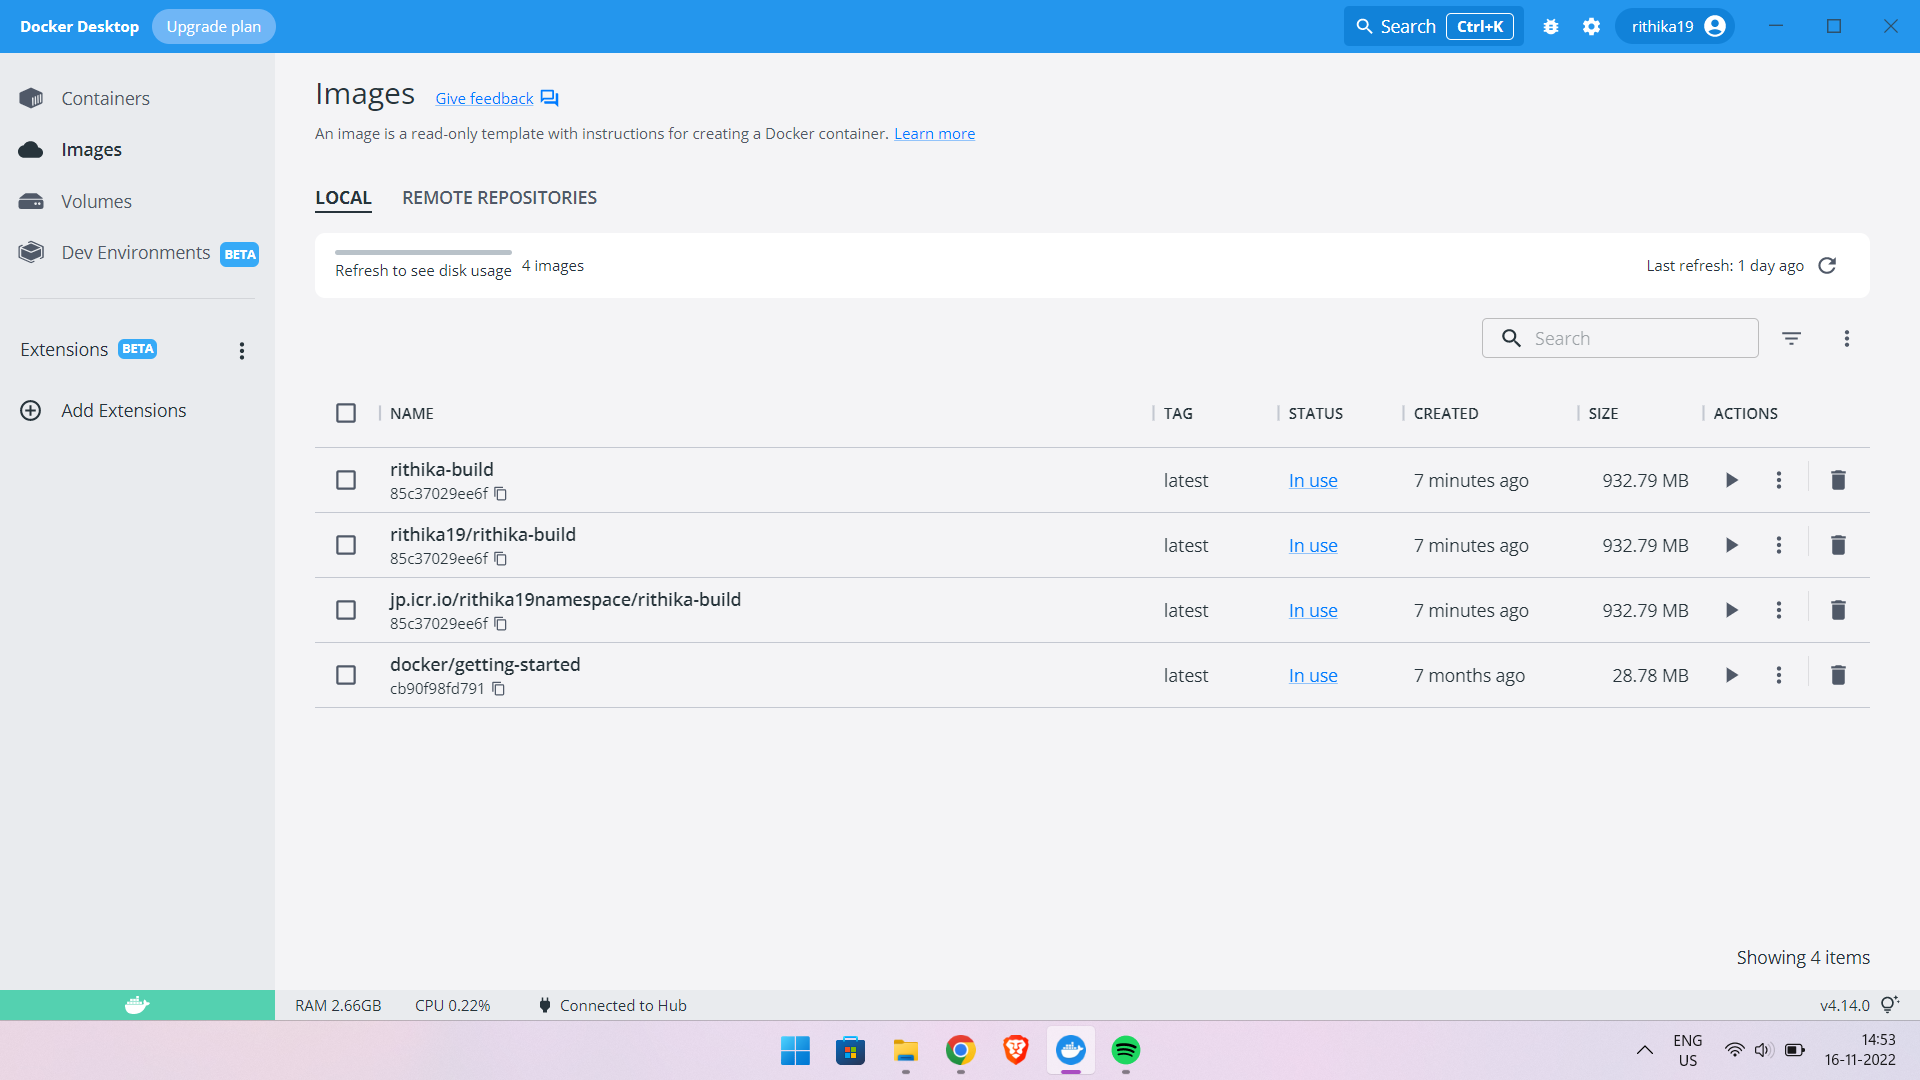 Docker Desktop Upgrade plan Search Ctrl+K rithika19
Containers
Images
Volumes
Dev Environments BETA
Extensions BETA
Add Extensions
Images Give feedback
An image is a read-only template with instructions for creating a Docker container. Learn more
LOCAL REMOTE REPOSITORIES
Refresh to see disk usage 4 images Last refresh: 1 day ago
Search
NAME TAG STATUS CREATED SIZE ACTIONS
rithika-build latest In use 7 minutes ago 932.79 MB
85c37029ee6f
rithika19/rithika-build latest In use 7 minutes ago 932.79 MB
85c37029ee6f
jp.icr.io/rithika19namespace/rithika-build latest In use 7 minutes ago 932.79 MB
85c37029ee6f
docker/getting-started latest In use 7 months ago 28.78 MB
cb90f98fd791
Showing 4 items
RAM 2.66GB CPU 0.22% Connected to Hub v4.14.0
ENG 14:53
US 16-11-2022